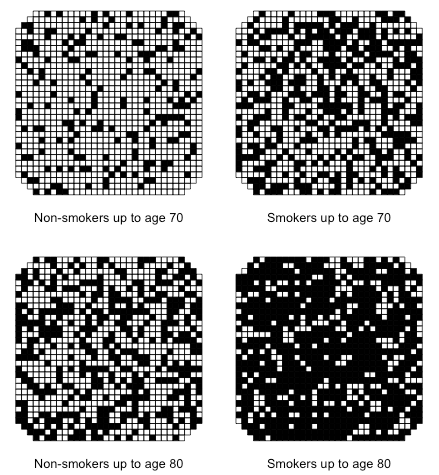 Non-smokers up to age 70
Smokers up to age 70
Non-smokers up to age 80
Smokers up to age 80